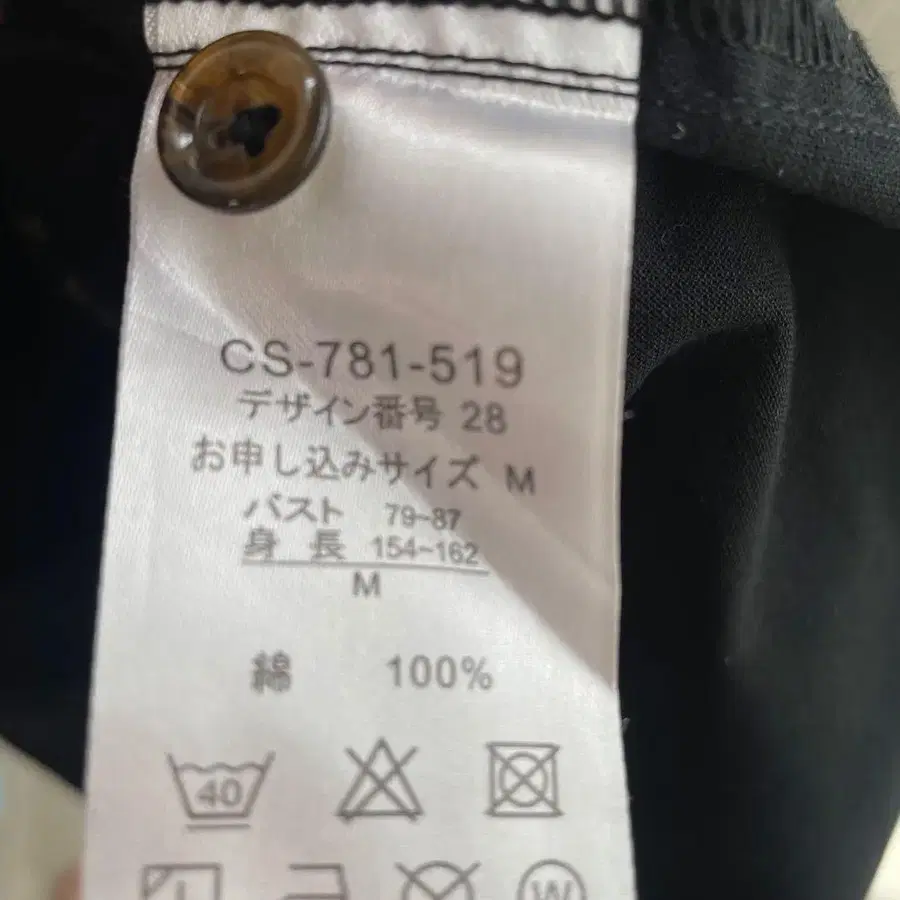 CS-781-519
デザイン番号 28
お申し込みサイズ M
バスト 79~87
身長 154~162
M
綿 100%
40
W